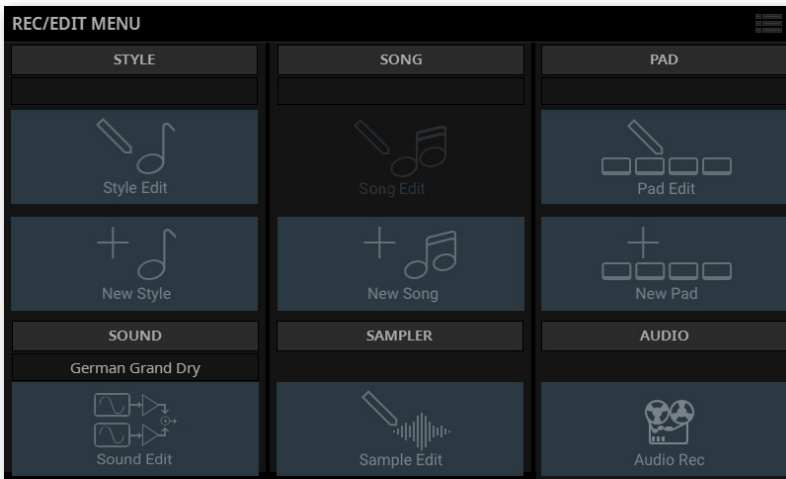 REC/EDIT MENU
STYLE
SONG
PAD
Style Edit
Song Edit
Pad Edit
New Style
New Song
New Pad
SOUND
SAMPLER
AUDIO
German Grand Dry
Sound Edit
Sample Edit
Audio Rec